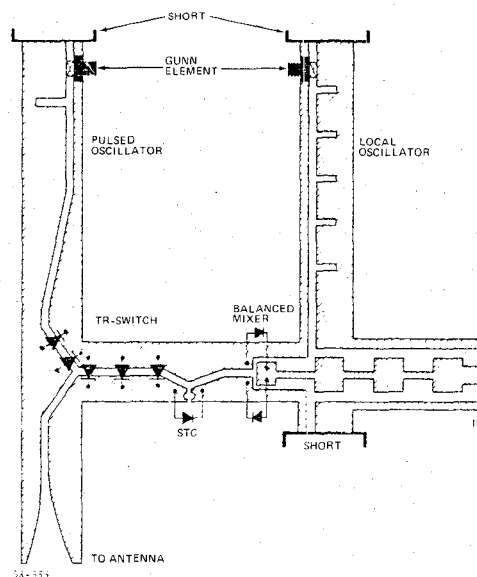 SHORT
GUNN
ELEMENT
PULSED
OSCILLATOR
LOCAL
OSCILLATOR
TR-SWITCH
BALANCED
MIXER
STC
SHORT
TO ANTENNA